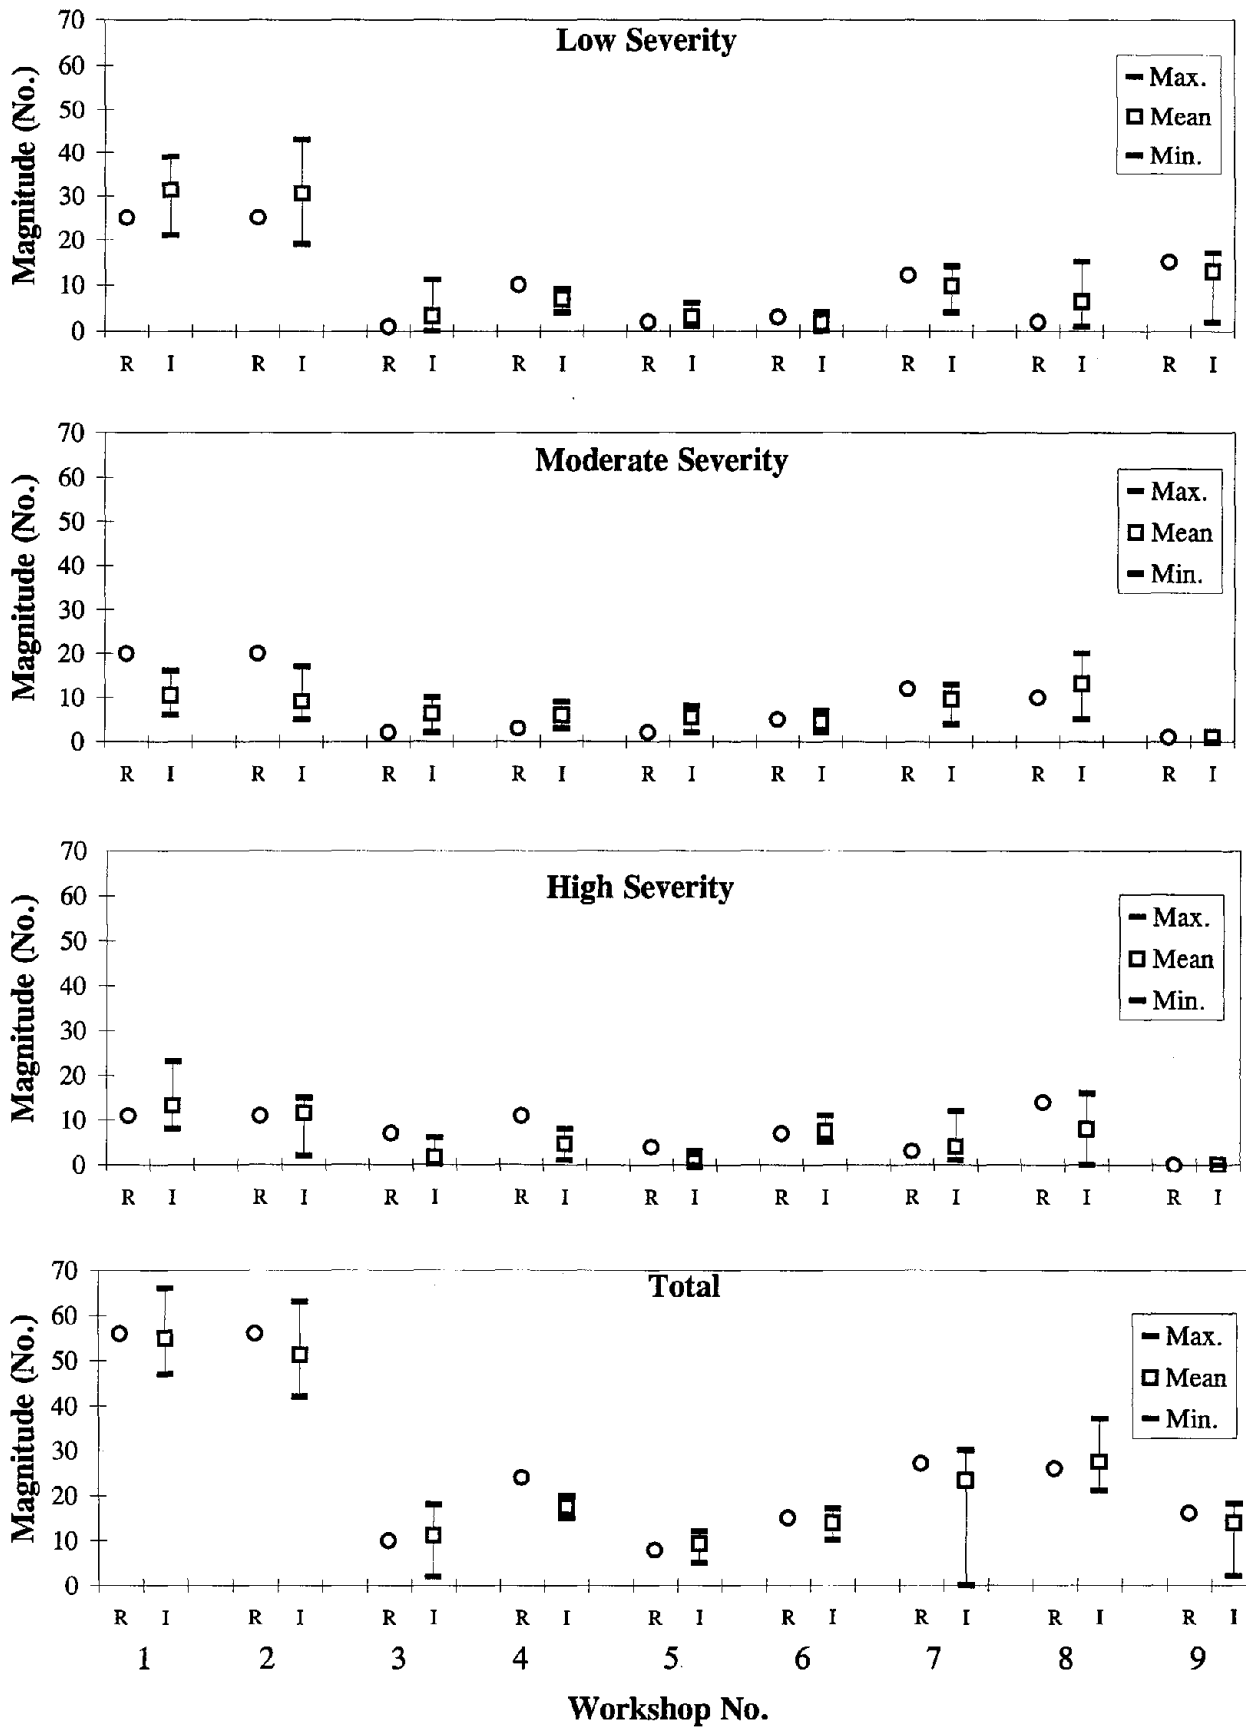 Low Severity
Magnitude (No.)
70
60
50
40
30
20
10
0
Max.
Mean
Min.
R I R I R I R I R I R I R I R I R I
Moderate Severity
Magnitude (No.)
70
60
50
40
30
20
10
0
Max.
Mean
Min.
R I R I R I R I R I R I R I R I R I
High Severity
Magnitude (No.)
70
60
50
40
30
20
10
0
Max.
Mean
Min.
R I R I R I R I R I R I R I R I R I
Total
Magnitude (No.)
70
60
50
40
30
20
10
0
Max.
Mean
Min.
R I R I R I R I R I R I R I R I R I
1 2 3 4 5 6 7 8 9
Workshop No.